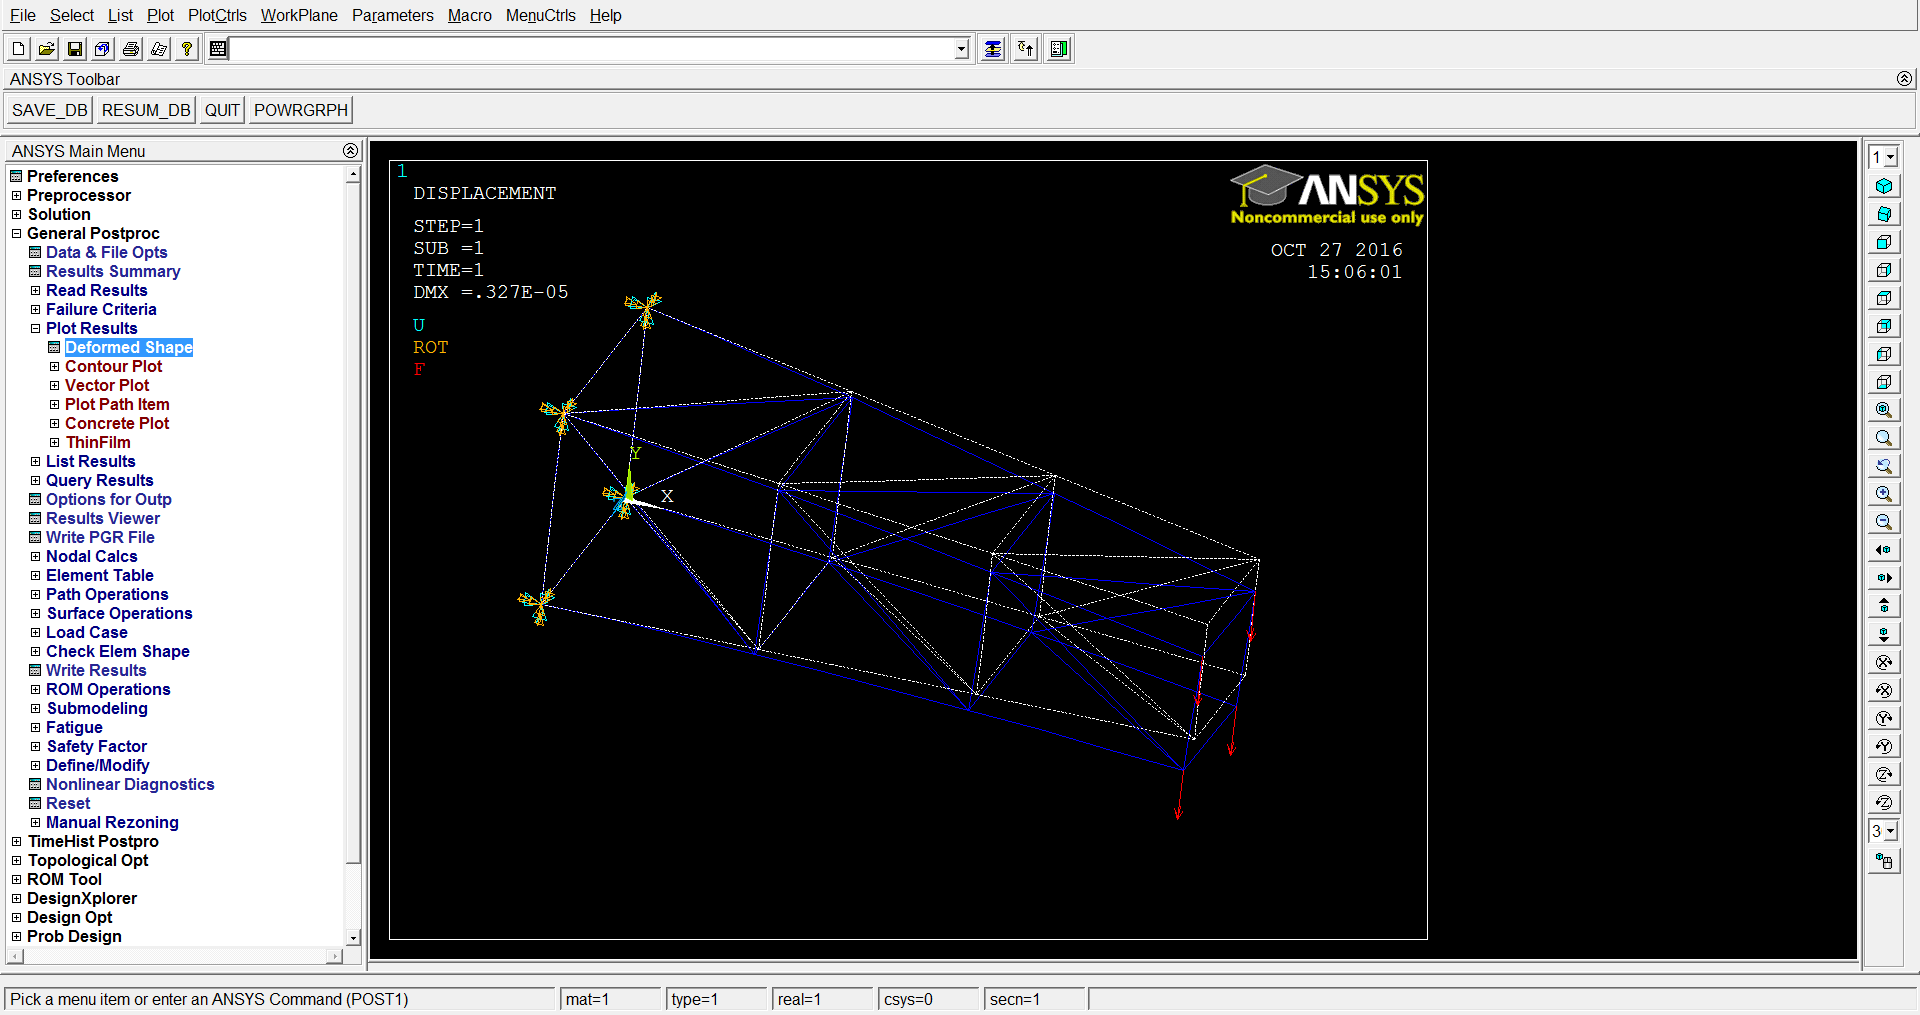 File Select List Plot PlotCtrls WorkPlane Parameters Macro MenuCtrls Help
ANSYS Toolbar
SAVE_DB RESUM_DB QUIT POWRGRPH
ANSYS Main Menu
Preferences
Preprocessor
Solution
General Postproc
Data & File Opts
Results Summary
Read Results
Failure Criteria
Plot Results
Deformed Shape
Contour Plot
Vector Plot
Plot Path Item
Concrete Plot
ThinFilm
List Results
Query Results
Options for Outp
Results Viewer
Write PGR File
Nodal Calcs
Element Table
Path Operations
Surface Operations
Load Case
Check Elem Shape
Write Results
ROM Operations
Submodeling
Fatigue
Safety Factor
Define/Modify
Nonlinear Diagnostics
Reset
Manual Rezoning
TimeHist Postpro
Topological Opt
ROM Tool
DesignXplorer
Design Opt
Prob Design
1
DISPLACEMENT
STEP=1
SUB =1
TIME=1
DMX =.327E-05
U
ROT
F
ANSYS
Noncommercial use only
OCT 27 2016
15:06:01
Y
X
1
3
Pick a menu item or enter an ANSYS Command (POST1)
mat=1
type=1
real=1
csys=0
secn=1